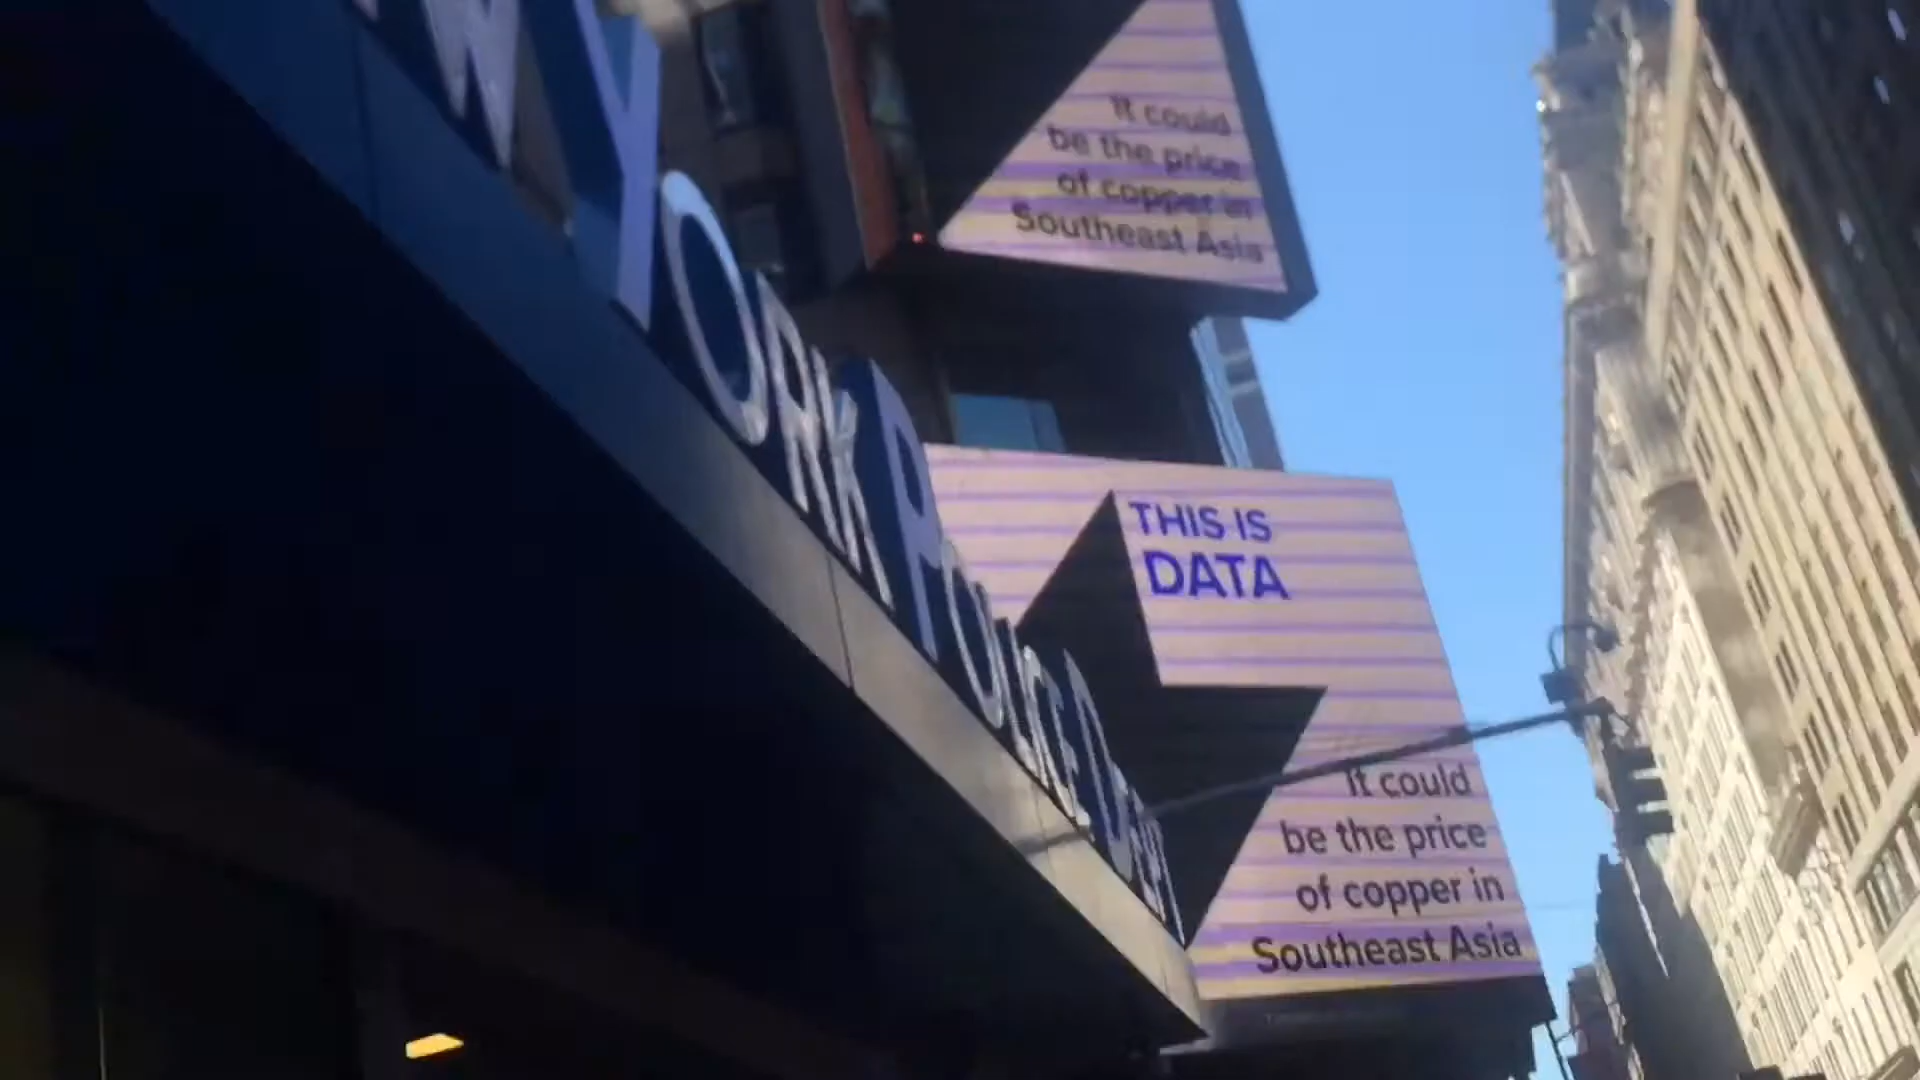 W YORK POLICE DEPT
It could
be the price
of copper in
Southeast Asia
THIS IS
DATA
It could
be the price
of copper in
Southeast Asia